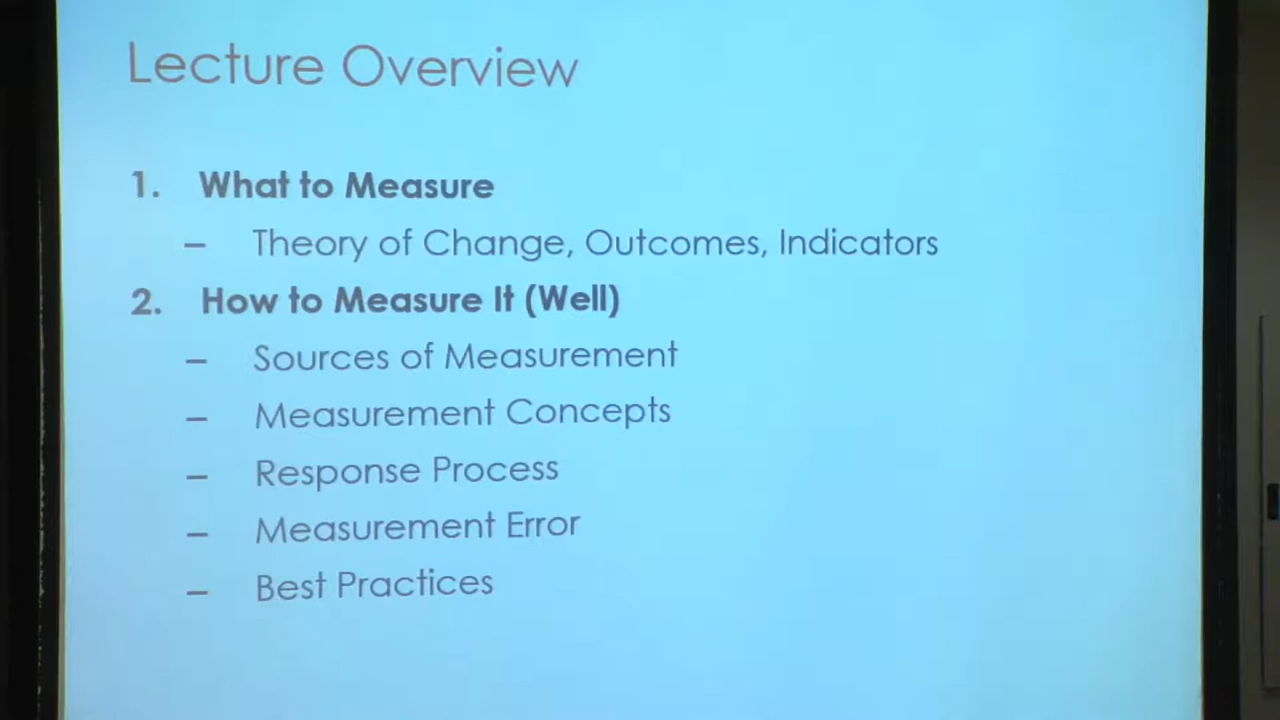 Lecture Overview
1. What to Measure
– Theory of Change, Outcomes, Indicators
2. How to Measure It (Well)
– Sources of Measurement
– Measurement Concepts
– Response Process
– Measurement Error
– Best Practices